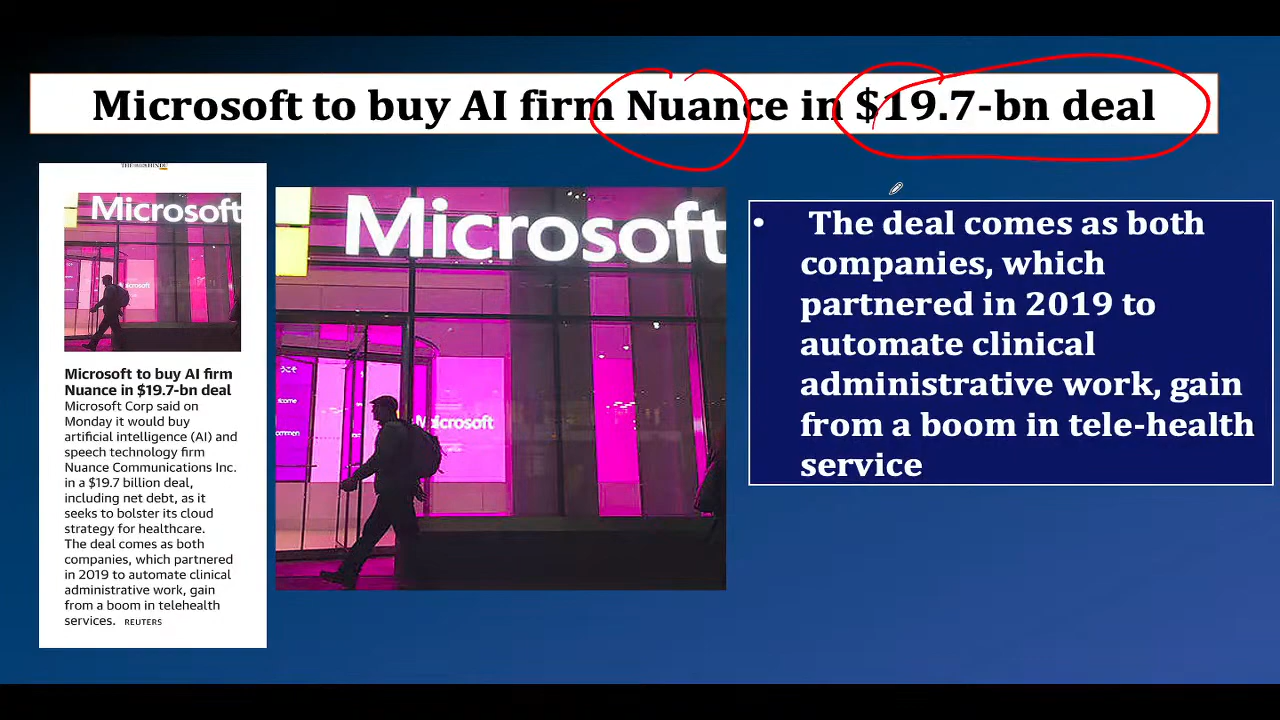 Microsoft to buy AI firm Nuance in $19.7-bn deal
Microsoft
Microsoft
Microsoft to buy AI firm
Nuance in $19.7-bn deal
Microsoft Corp said on
Monday it would buy
artificial intelligence (AI) and
speech technology firm
Nuance Communications Inc.
in a $19.7 billion deal,
including net debt, as it
seeks to bolster its cloud
strategy for healthcare.
The deal comes as both
companies, which partnered
in 2019 to automate clinical
administrative work, gain
from a boom in telehealth
services. REUTERS
Microsoft
うこそ
Microsoft
• The deal comes as both
companies, which
partnered in 2019 to
automate clinical
administrative work, gain
from a boom in tele-health
service